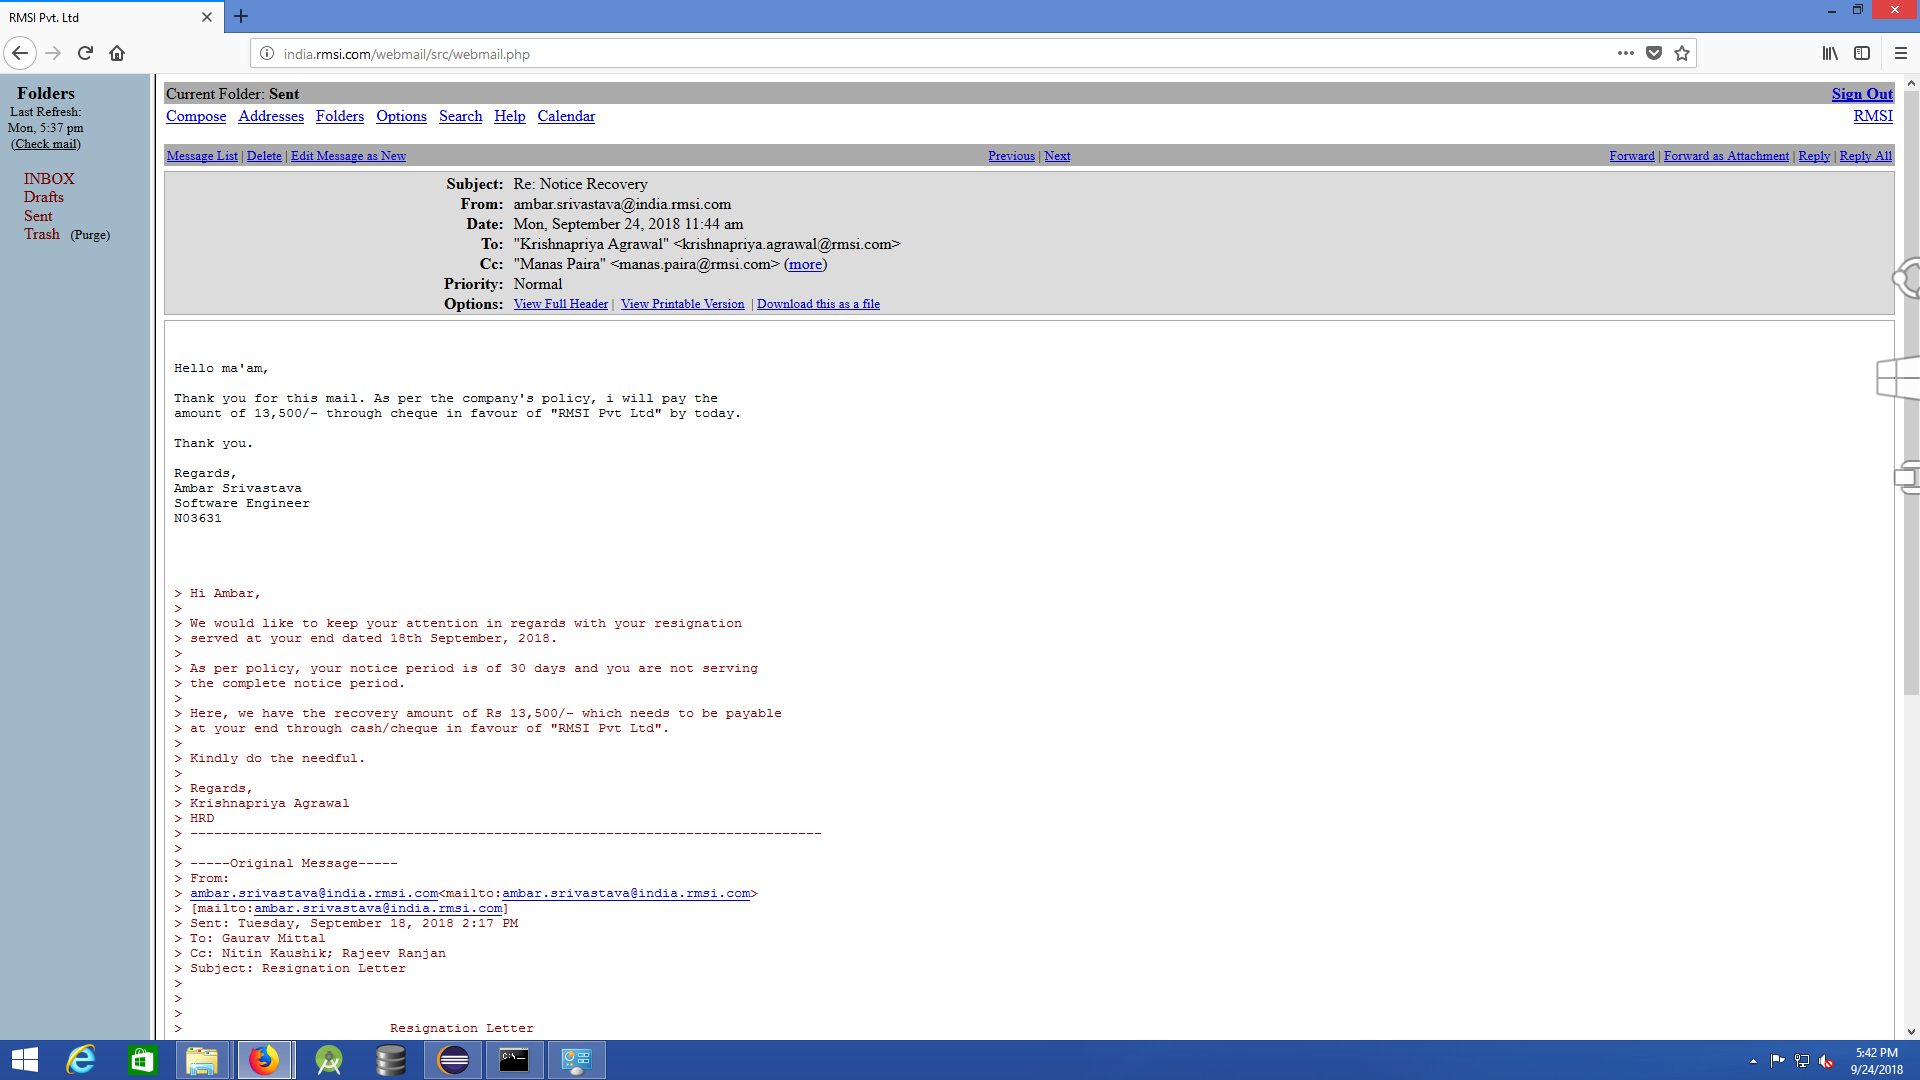 RMSI Pvt. Ltd
india.rmsi.com/webmail/src/webmail.php
Folders
Last Refresh:
Mon, 5:37 pm
(Check mail)
INBOX
Drafts
Sent
Trash (Purge)
Current Folder: Sent
Sign Out
Compose Addresses Folders Options Search Help Calendar
RMSI
Message List | Delete | Edit Message as New
Previous | Next
Forward | Forward as Attachment | Reply | Reply All
Subject: Re: Notice Recovery
From: ambar.srivastava@india.rmsi.com
Date: Mon, September 24, 2018 11:44 am
To: "Krishnapriya Agrawal" <krishnapriya.agrawal@rmsi.com>
Cc: "Manas Paira" <manas.paira@rmsi.com> (more)
Priority: Normal
Options: View Full Header | View Printable Version | Download this as a file
Hello ma'am,
Thank you for this mail. As per the company's policy, i will pay the
amount of 13,500/- through cheque in favour of "RMSI Pvt Ltd" by today.
Thank you.
Regards,
Ambar Srivastava
Software Engineer
N03631
> Hi Ambar,
>
> We would like to keep your attention in regards with your resignation
> served at your end dated 18th September, 2018.
>
> As per policy, your notice period is of 30 days and you are not serving
> the complete notice period.
>
> Here, we have the recovery amount of Rs 13,500/- which needs to be payable
> at your end through cash/cheque in favour of "RMSI Pvt Ltd".
>
> Kindly do the needful.
>
> Regards,
> Krishnapriya Agrawal
> HRD
> -------------------------------------------------------------------------------
>
> -----Original Message-----
> From:
> ambar.srivastava@india.rmsi.com<mailto:ambar.srivastava@india.rmsi.com>
> [mailto:ambar.srivastava@india.rmsi.com]
> Sent: Tuesday, September 18, 2018 2:17 PM
> To: Gaurav Mittal
> Cc: Nitin Kaushik; Rajeev Ranjan
> Subject: Resignation Letter
>
>
>
> Resignation Letter
C:\_
5:42 PM
9/24/2018